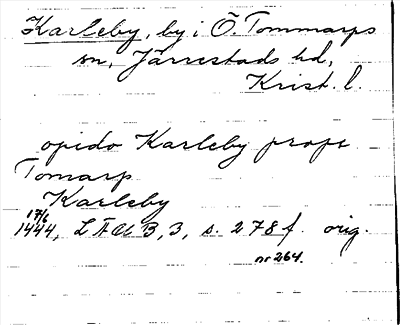 Karleby, by i Ö. Tommarps
sn, Järrestads hd,
Krist. l.
opido Karleby prope
Tomarp
Karleby
17/6
1444, LÄU B, 3, s. 278 f. orig.
nr 264.